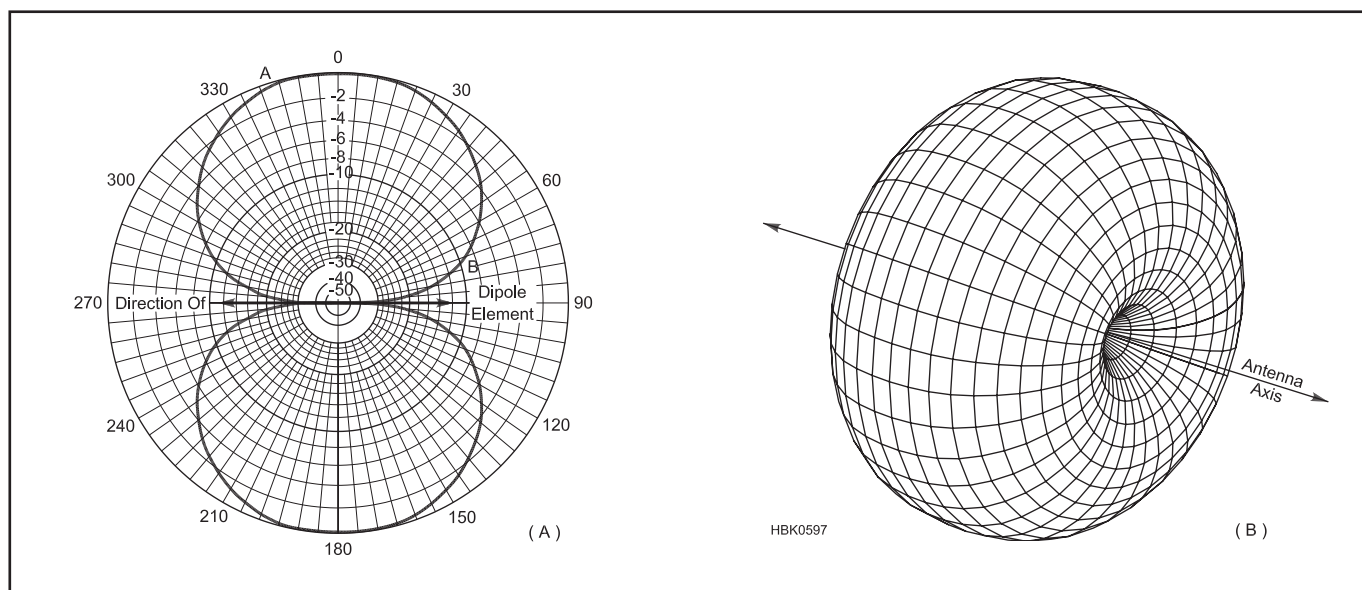 0
A
330
30
-2
-4
-6
-8
-10
300
60
-20
-30
B
-40
-50
270
Direction Of
Dipole
Element
90
240
120
210
150
180
( A )
Antenna
Axis
HBK0597
( B )